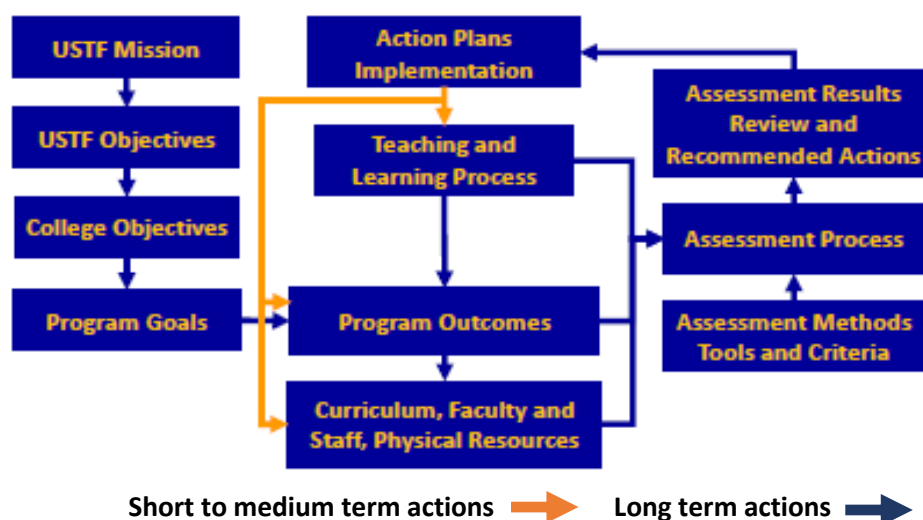 USTF Mission
USTF Objectives
College Objectives
Program Goals
Action Plans
Implementation
Teaching and
Learning Process
Program Outcomes
Curriculum, Faculty and
Staff, Physical Resources
Assessment Results
Review and
Recommended Actions
Assessment Process
Assessment Methods
Tools and Criteria
Short to medium term actions
Long term actions